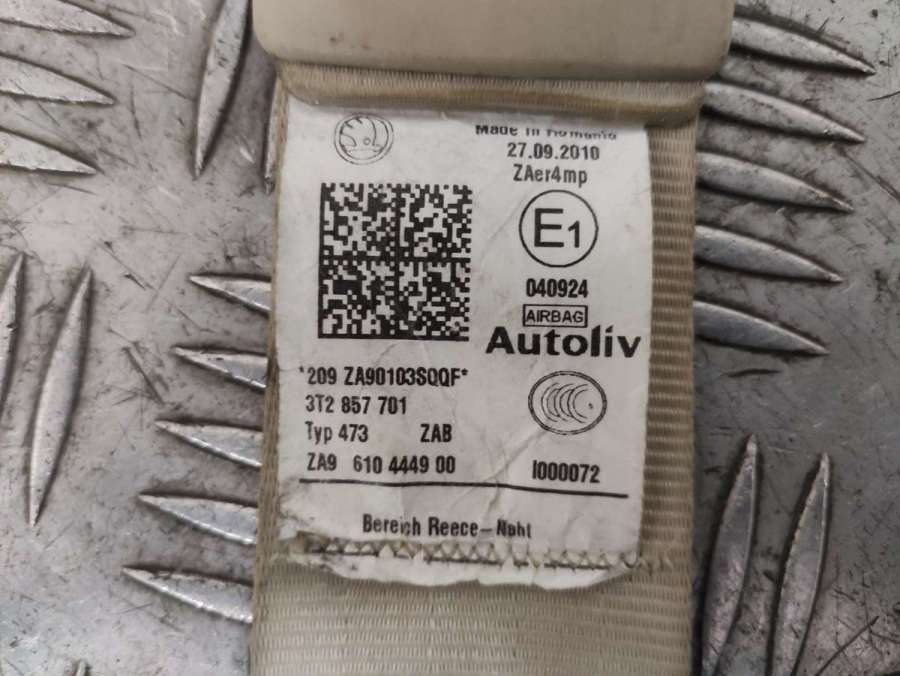 Made in Romania
27.09.2010
ZAer4mp
E1
040924
AIRBAG
Autoliv
*209 ZA90103SQQF*
3T2 857 701
Typ 473 ZAB
ZA9 610 4449 00
I000072
Bereich Reece-Naht